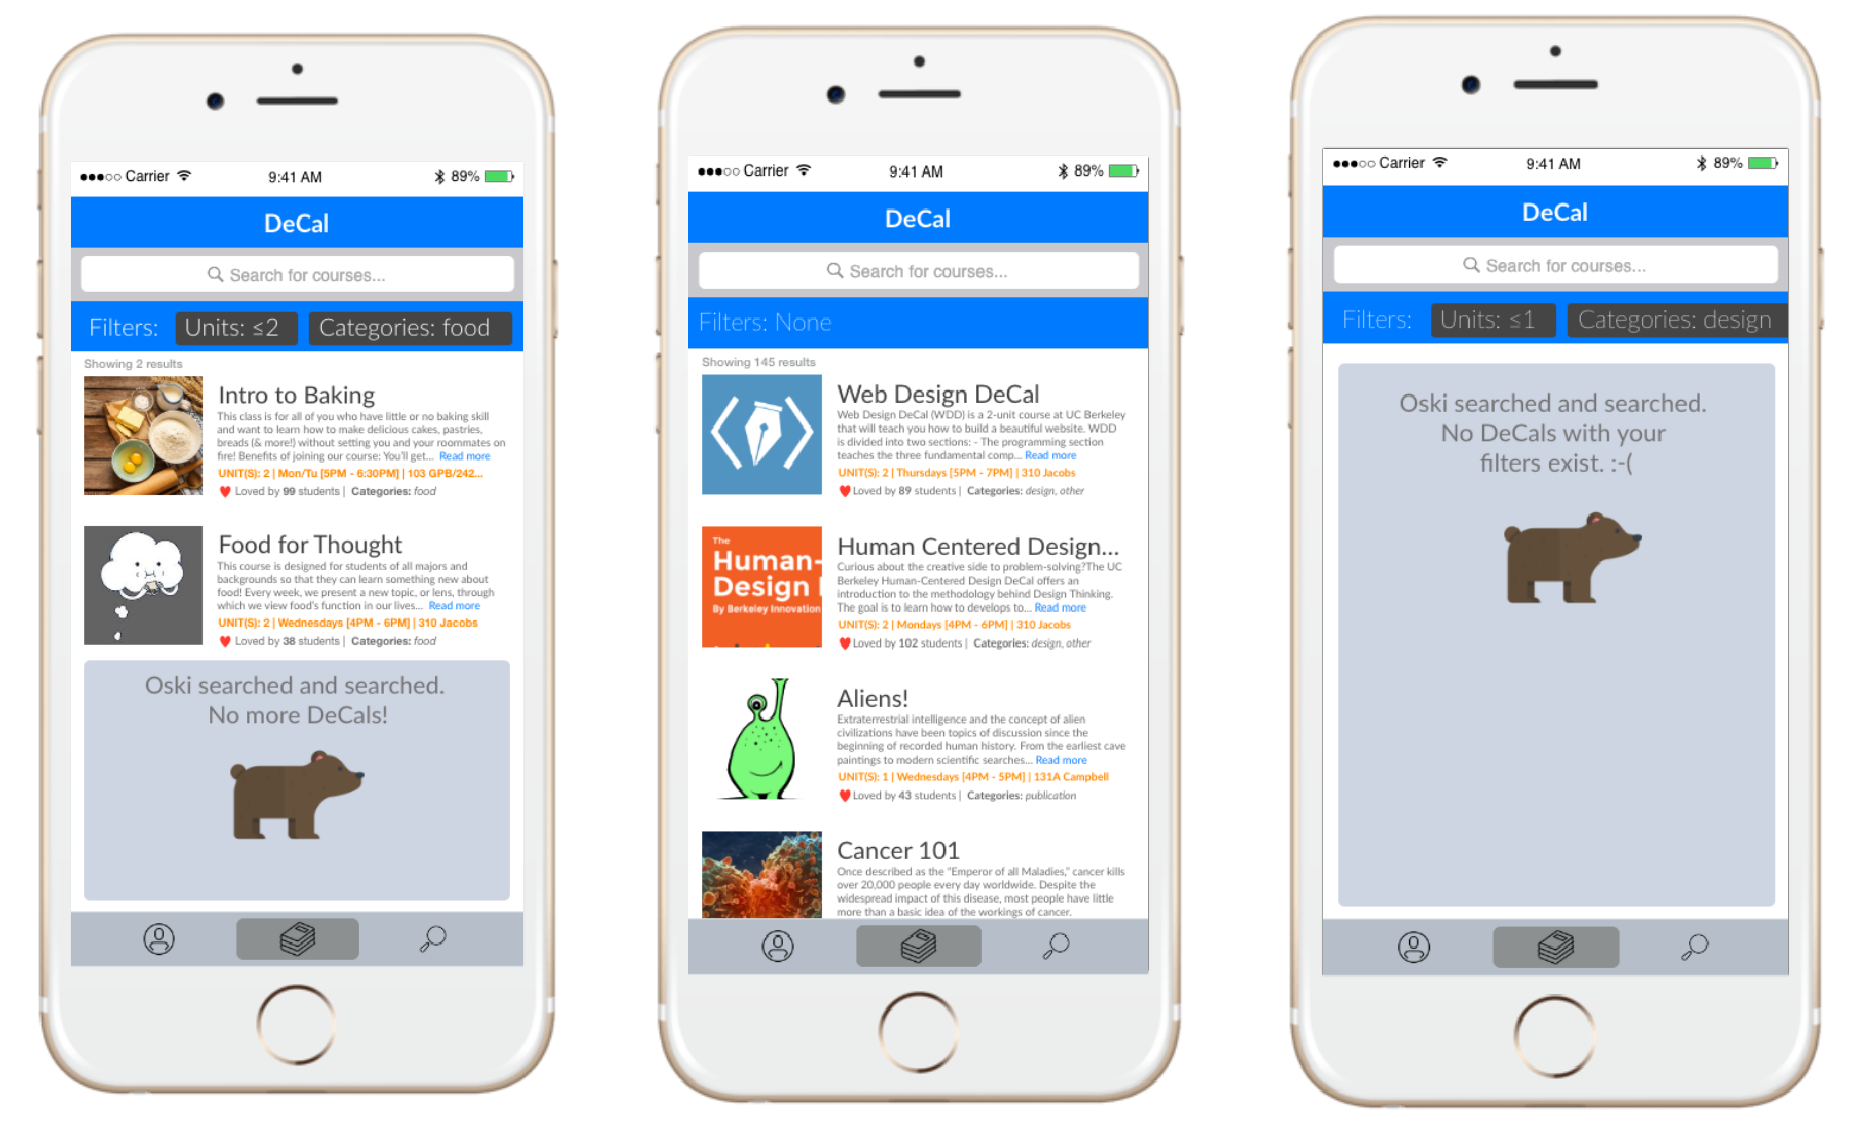 ●●●○○ Carrier 9:41 AM 89%
DeCal
Search for courses...
Filters: Units: ≤2 Categories: food
Showing 2 results
Intro to Baking
This class is for all of you who have little or no baking skill
and want to learn how to make delicious cakes, pastries,
breads (& more!) without setting you and your roommates on
fire! Benefits of joining our course: You'll get... Read more
UNIT(S): 2 | Mon/Tu [5PM - 6:30PM] | 103 GPB/242...
Loved by 99 students | Categories: food
Food for Thought
This course is designed for students of all majors and
backgrounds so that they can learn something new about
food! Every week, we present a new topic, or lens, through
which we view food's function in our lives... Read more
UNIT(S): 2 | Wednesdays [4PM - 6PM] | 310 Jacobs
Loved by 38 students | Categories: food
Oski searched and searched.
No more DeCals!
●●●○○ Carrier 9:41 AM 89%
DeCal
Search for courses...
Filters: None
Showing 145 results
Web Design DeCal
Web Design DeCal (WDD) is a 2-unit course at UC Berkeley
that will teach you how to build a beautiful website. WDD
is divided into two sections: - The programming section
teaches the three fundamental comp... Read more
UNIT(S): 2 | Thursdays [5PM - 7PM] || 310 Jacobs
Loved by 89 students | Categories: design, other
The
Human-
Design
By Berkeley Innovation
Human Centered Design...
Curious about the creative side to problem-solving?The UC
Berkeley Human-Centered Design DeCal offers an
introduction to the methodology behind Design Thinking.
The goal is to learn how to develops to... Read more
UNIT(S): 2 | Mondays [4PM - 6PM] | 310 Jacobs
Loved by 102 students | Categories: design, other
Aliens!
Extraterrestrial intelligence and the concept of alien
civilizations have been topics of discussion since the
beginning of recorded human history. From the earliest cave
paintings to modern scientific searches... Read more
UNIT(S): 1 | Wednesdays [4PM - 5PM] | 131A Campbell
Loved by 43 students | Categories: publication
Cancer 101
Once described as the "Emperor of all Maladies," cancer kills
over 20,000 people every day worldwide. Despite the
widespread impact of this disease, most people have little
more than a basic idea of the workings of cancer.
●●●○○ Carrier 9:41 AM 89%
DeCal
Search for courses...
Filters: Units: ≤1 Categories: design
Oski searched and searched.
No DeCals with your
filters exist. :-(